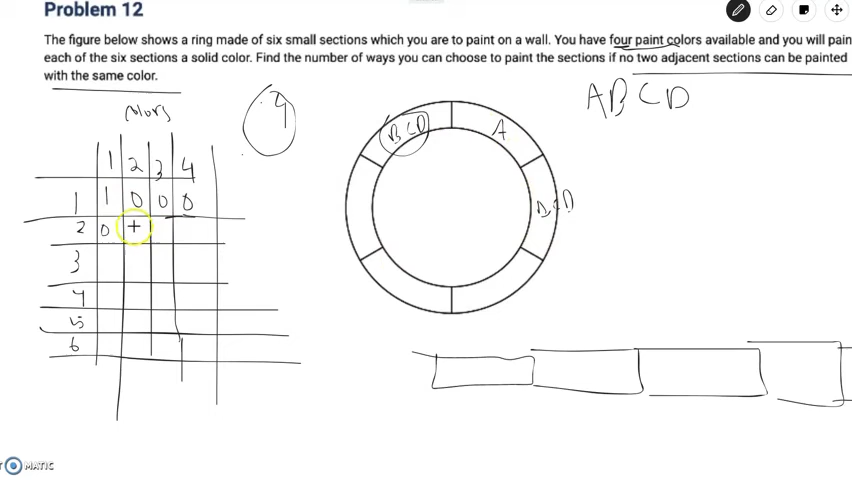 Problem 12
The figure below shows a ring made of six small sections which you are to paint on a wall. You have four paint colors available and you will pain
each of the six sections a solid color. Find the number of ways you can choose to paint the sections if no two adjacent sections can be painted
with the same color.
colors
9
ABCD
BCD
A
1 2 3 4
1 1 0 0 0
B, C D
2 0 +
3
4
5
6
MATIC